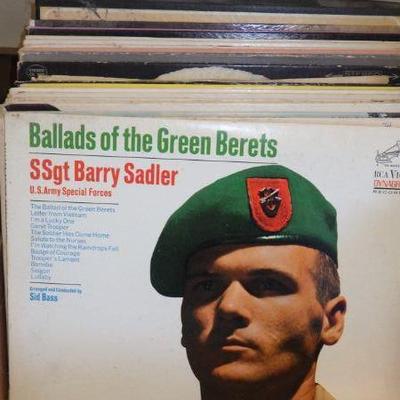 Ballads of the Green Berets
SSgt Barry Sadler
U.S. Army Special Forces
The Ballad of the Green Berets
Letter from Vietnam
I'm a Lucky One
Garet Trooper
The Soldier Has Come Home
Salute to the Nurses
I'm Watching the Raindrops Fall
Badge of Courage
Trooper's Lament
Bamiba
Saigon
Lullaby
Arranged and Conducted by
Sid Bass
RCA VICTOR
DYNAGROOVE
RECORDING